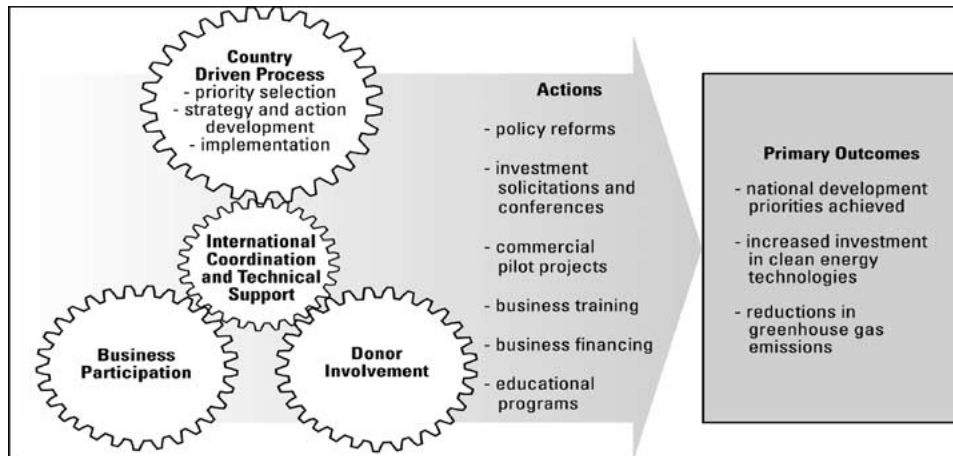 Country
Driven Process
- priority selection
- strategy and action
development
- implementation
International
Coordination
and Technical
Support
Business
Participation
Donor
Involvement
Actions
- policy reforms
- investment
solicitations and
conferences
- commercial
pilot projects
- business training
- business financing
- educational
programs
Primary Outcomes
- national development
priorities achieved
- increased investment
in clean energy
technologies
- reductions in
greenhouse gas
emissions